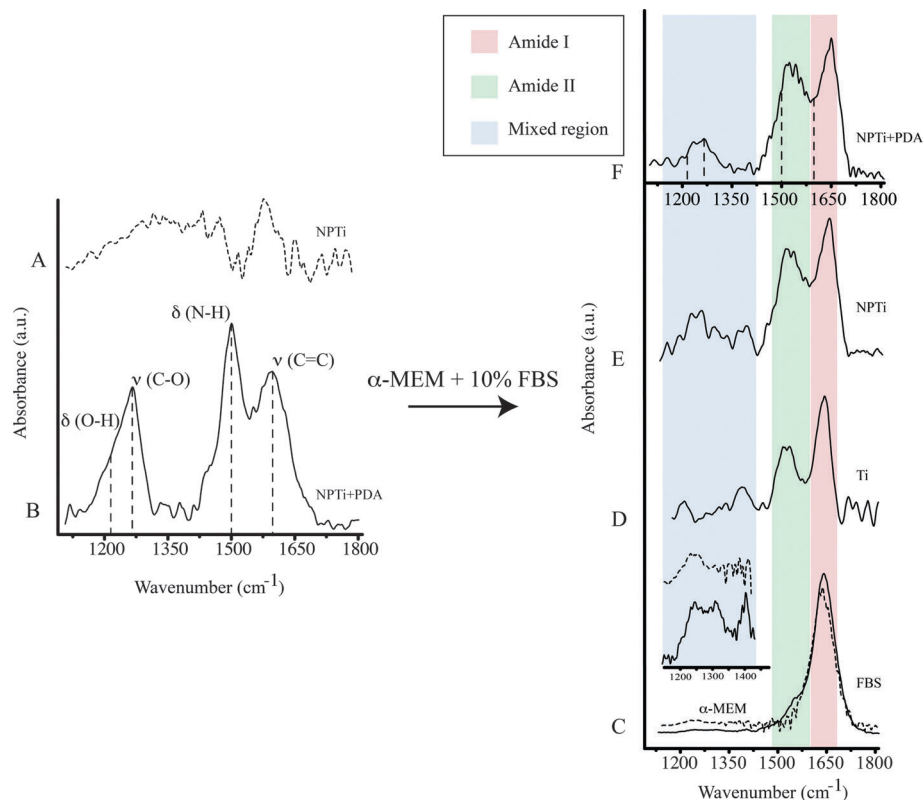 Amide I
Amide II
Mixed region
F
NPTi+PDA
1200 1350 1500 1650 1800
A
NPTi
E
NPTi
Absorbance (a.u.)
δ (N-H)
ν (C=C)
ν (C-O)
δ (O-H)
B
NPTi+PDA
1200 1350 1500 1650 1800
Wavenumber (cm⁻¹)
α-MEM + 10% FBS
Absorbance (a.u.)
D
Ti
1200 1300 1400
α-MEM
FBS
C
1200 1350 1500 1650 1800
Wavenumber (cm⁻¹)